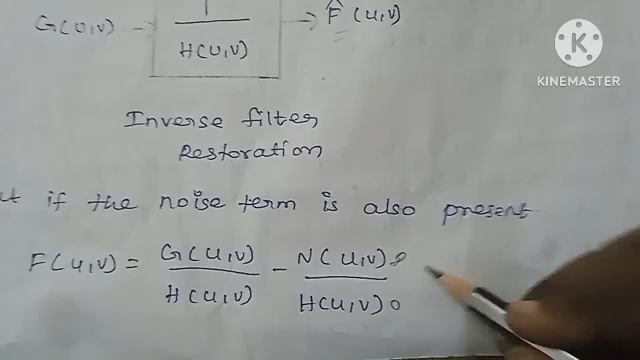 G(U,V) → 1 / H(U,V) → F̂(U,V)
KINEMASTER
Inverse filter
Restoration
if the noise term is also present
F(U,V) = G(U,V) / H(U,V) - N(U,V) / H(U,V)